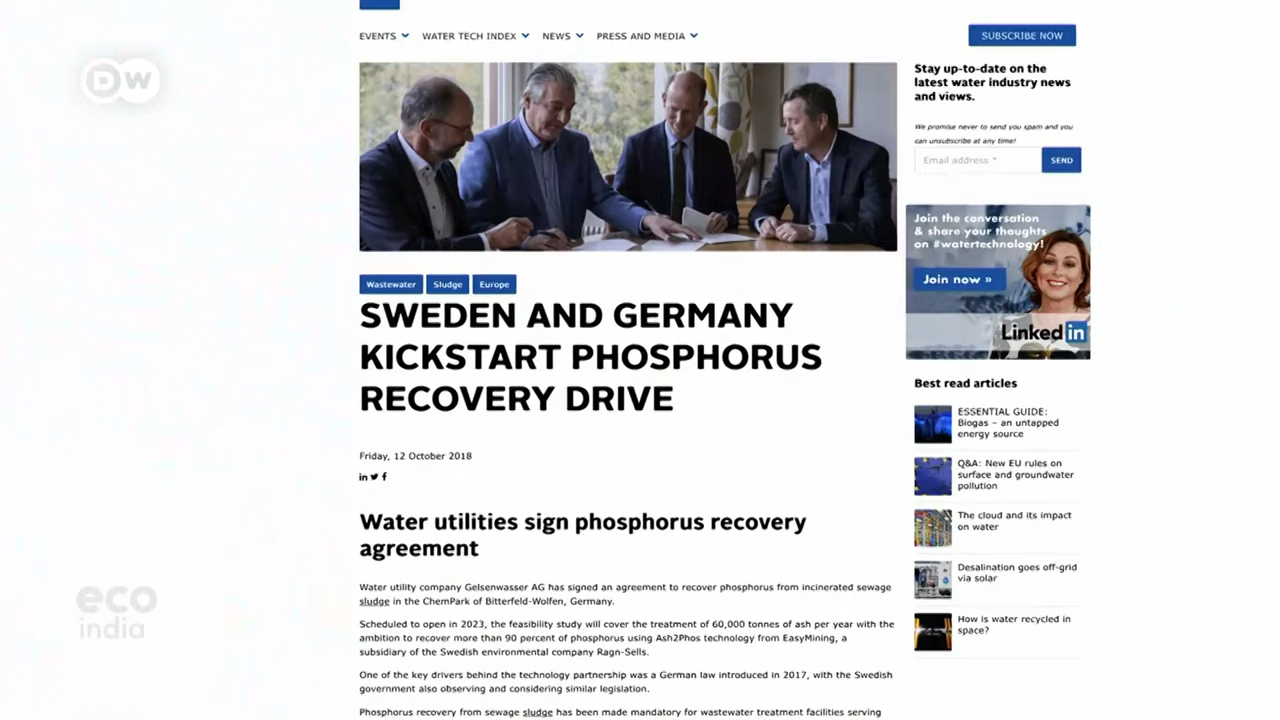 DW
EVENTS
WATER TECH INDEX
NEWS
PRESS AND MEDIA
SUBSCRIBE NOW
Stay up-to-date on the
latest water industry news
and views.
We promise never to send you spam and you
can unsubscribe at any time!
Email address *
SEND
Join the conversation
& share your thoughts
on #watertechnology!
Join now »
Linked in
Wastewater
Sludge
Europe
SWEDEN AND GERMANY
KICKSTART PHOSPHORUS
RECOVERY DRIVE
Friday, 12 October 2018
Water utilities sign phosphorus recovery
agreement
Water utility company Gelsenwasser AG has signed an agreement to recover phosphorus from incinerated sewage
sludge in the ChemPark of Bitterfeld-Wolfen, Germany.
Scheduled to open in 2023, the feasibility study will cover the treatment of 60,000 tonnes of ash per year with the
ambition to recover more than 90 percent of phosphorus using Ash2Phos technology from EasyMining, a
subsidiary of the Swedish environmental company Ragn-Sells.
One of the key drivers behind the technology partnership was a German law introduced in 2017, with the Swedish
government also observing and considering similar legislation.
Phosphorus recovery from sewage sludge has been made mandatory for wastewater treatment facilities serving
Best read articles
ESSENTIAL GUIDE:
Biogas – an untapped
energy source
Q&A: New EU rules on
surface and groundwater
pollution
The cloud and its impact
on water
Desalination goes off-grid
via solar
How is water recycled in
space?
eco
india